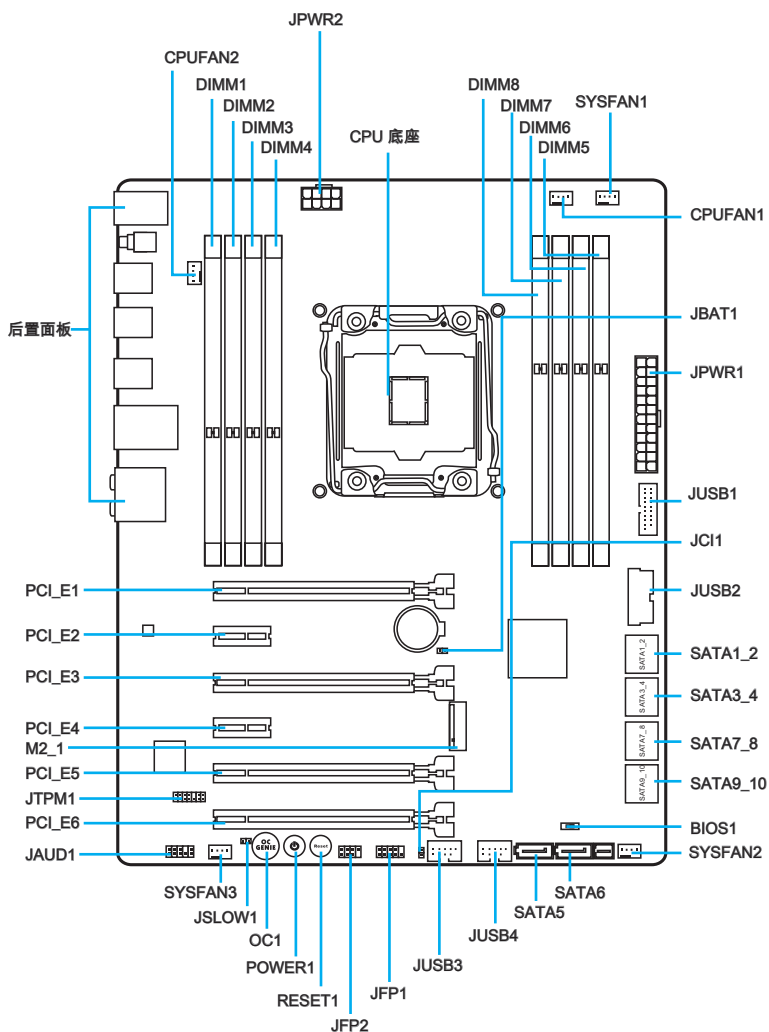 JPWR2
CPUFAN2
DIMM1
DIMM2
DIMM3
DIMM4
CPU 底座
DIMM8
DIMM7
DIMM6
DIMM5
SYSFAN1
CPUFAN1
后置面板
JBAT1
JPWR1
JUSB1
JCI1
JUSB2
PCI_E1
PCI_E2
PCI_E3
PCI_E4
M2_1
PCI_E5
JTPM1
PCI_E6
JAUD1
SATA1_2
SATA1_2
SATA3_4
SATA3_4
SATA7_8
SATA7_8
SATA9_10
SATA9_10
BIOS1
SYSFAN2
OC
GENIE
Reset
SYSFAN3
JSLOW1
OC1
POWER1
RESET1
JFP2
JFP1
JUSB3
JUSB4
SATA5
SATA6